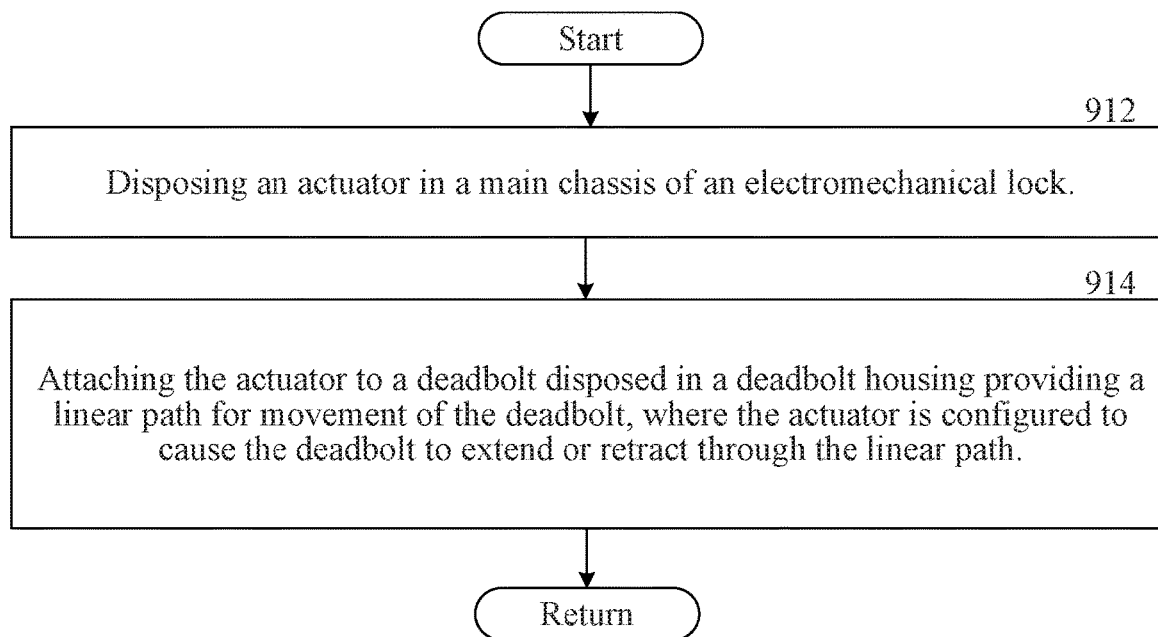 Start
912
Disposing an actuator in a main chassis of an electromechanical lock.
914
Attaching the actuator to a deadbolt disposed in a deadbolt housing providing a
linear path for movement of the deadbolt, where the actuator is configured to
cause the deadbolt to extend or retract through the linear path.
Return